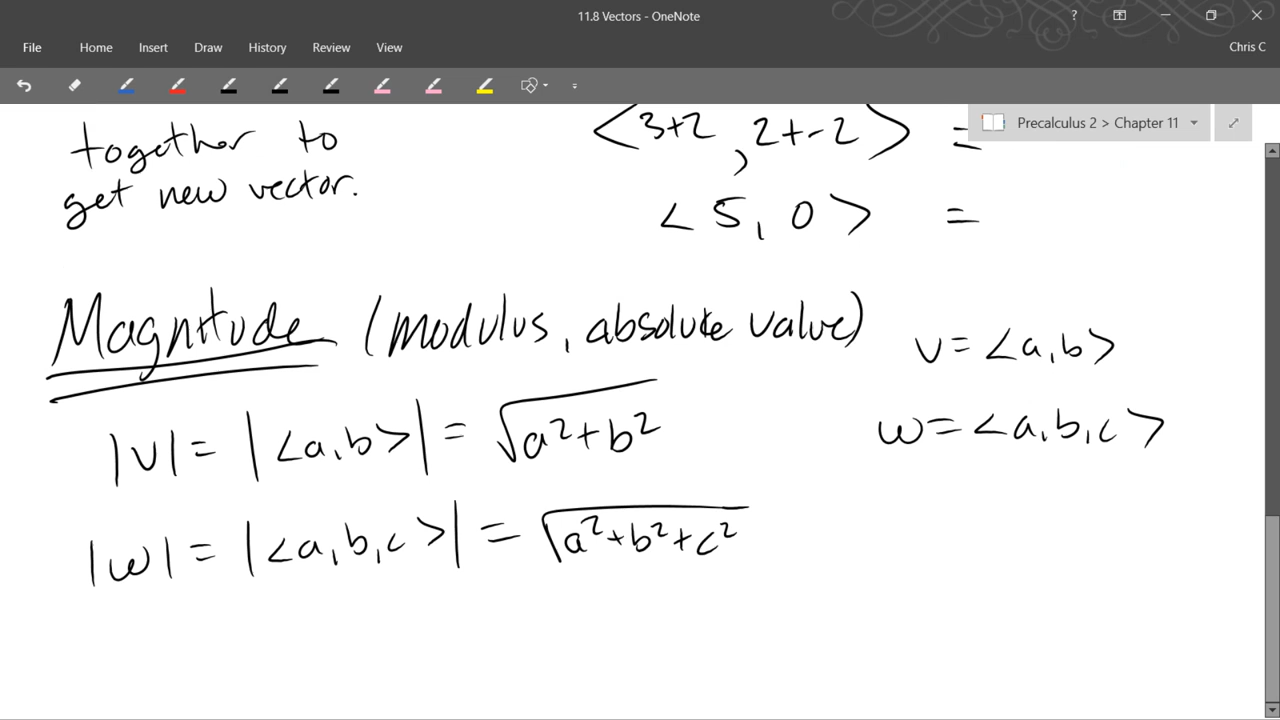 11.8 Vectors - OneNote
?
File Home Insert Draw History Review View
Chris C
Precalculus 2 > Chapter 11
together to
get new vector.
<3+2, 2+-2> =
<5, 0> =
Magnitude (modulus, absolute value)
v = <a,b>
w = <a,b,c>
|v| = |<a,b>| = √a²+b²
|w| = |<a,b,c>| = √a²+b²+c²